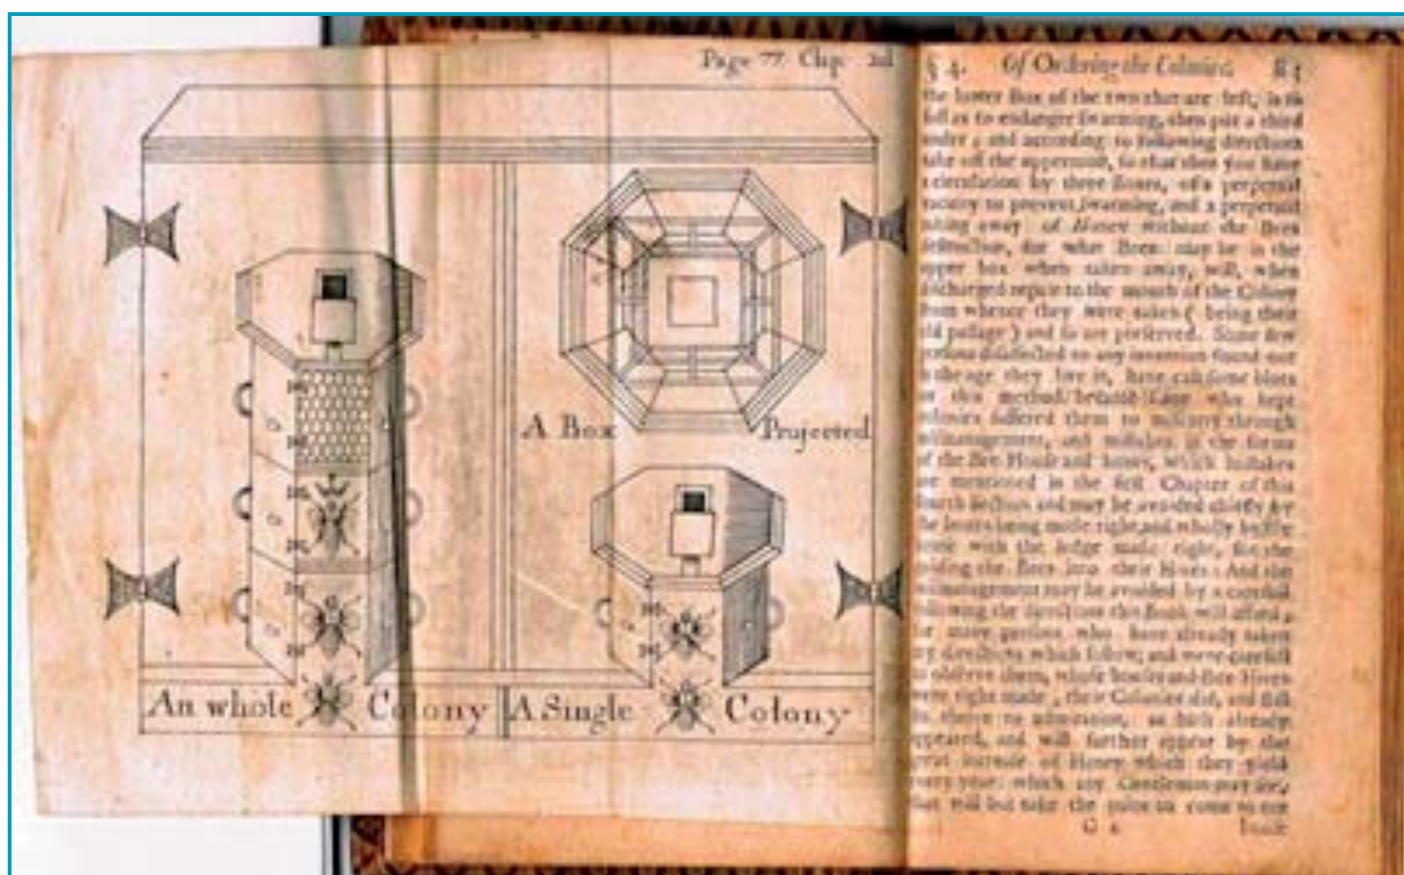 Page 77 Chp 2d
A Box Projected
An whole Colony
A Single Colony
§ 4. Of Ordering the Colonies. 83
the lower Box of the two that are left, is so
full as to endanger swarming, then put a third
under, and according to following directions
take off the uppermost, so that then you have
a circulation by three Boxes, of a perpetual
vacuity to prevent swarming, and a perpetual
taking away of Honey without the Bees
destruction, for what Bees may be in the
upper box when taken away, will, when
discharged repair to the mouth of the Colony
from whence they were taken ( being their
old passage ) and so are preserved. Some few
persons disaffected to any invention found out
in the age they live in, have cast some blots
on this method, because some who kept
Colonies suffered them to miscarry through
mismanagement, and mistakes in the forms
of the Bee-House and boxes, which mistakes
are mentioned in the first Chapter of this
fourth Section and may be avoided chiefly by
the boxes being made right, and wholly by the
house with the ledge made right, for the
guiding the Bees into their hives: And the
mismanagement may be avoided by a careful
following the directions this Book will afford,
for many persons who have already taken
my directions which follow; and were careful
to observe them, whose houses and Bee-Hives
were right made, their Colonies did, and still
do thrive to admiration, as hath already
appeared, and will further appear by the
great increase of Honey which they yield
every year: which any Gentleman may see,
that will but take the pains to come to see
G 2